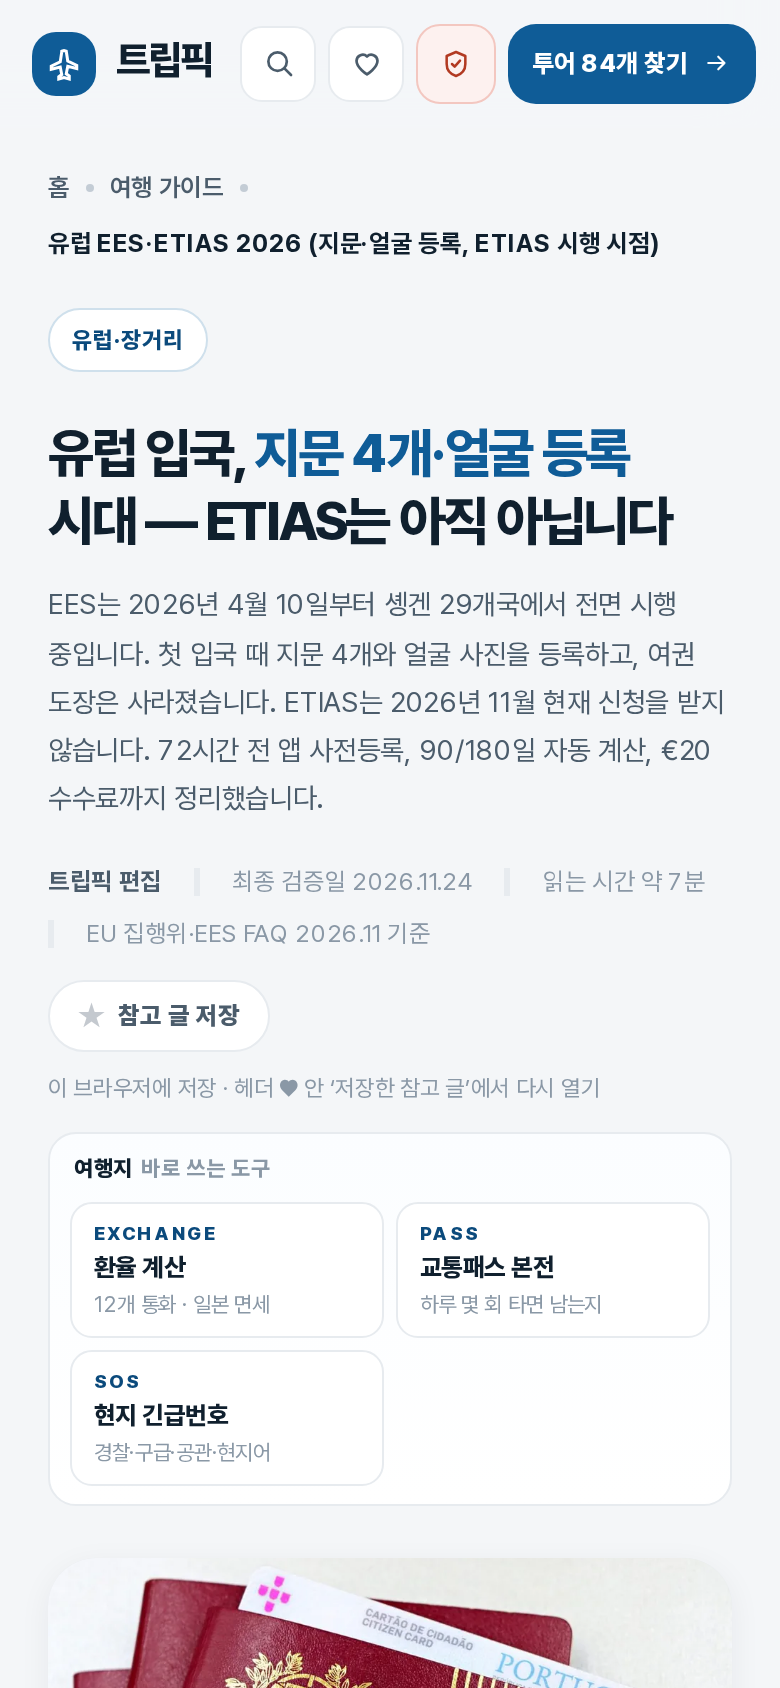 트립픽
투어 84개 찾기 →
홈 • 여행 가이드 •
유럽 EES·ETIAS 2026 (지문·얼굴 등록, ETIAS 시행 시점)
유럽·장거리
유럽 입국, 지문 4개·얼굴 등록
시대 — ETIAS는 아직 아닙니다
EES는 2026년 4월 10일부터 솅겐 29개국에서 전면 시행
중입니다. 첫 입국 때 지문 4개와 얼굴 사진을 등록하고, 여권
도장은 사라졌습니다. ETIAS는 2026년 11월 현재 신청을 받지
않습니다. 72시간 전 앱 사전등록, 90/180일 자동 계산, €20
수수료까지 정리했습니다.
트립픽 편집 | 최종 검증일 2026.11.24 | 읽는 시간 약 7분
| EU 집행위·EES FAQ 2026.11 기준
★ 참고 글 저장
이 브라우저에 저장 · 헤더 ♥ 안 ‘저장한 참고 글’에서 다시 열기
여행지 바로 쓰는 도구
EXCHANGE
환율 계산
12개 통화 · 일본 면세
PASS
교통패스 본전
하루 몇 회 타면 남는지
SOS
현지 긴급번호
경찰·구급·공관·현지어
CARTÃO DE CIDADÃO
CITIZEN CARD